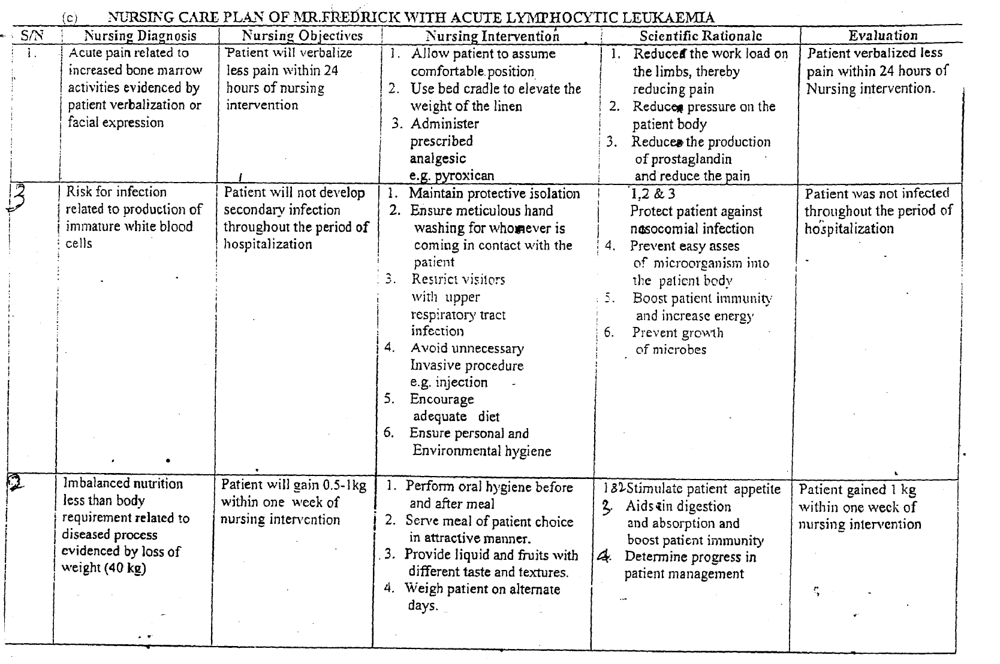 (c) NURSING CARE PLAN OF MR.FREDRICK WITH ACUTE LYMPHOCYTIC LEUKAEMIA
S/N Nursing Diagnosis Nursing Objectives Nursing Intervention Scientific Rationale Evaluation
1.
Acute pain related to
increased bone marrow
activities evidenced by
patient verbalization or
facial expression
Patient will verbalize
less pain within 24
hours of nursing
intervention
1. Allow patient to assume
comfortable position
2. Use bed cradle to elevate the
weight of the linen
3. Administer
prescribed
analgesic
e.g. pyroxican
1. Reduces the work load on
the limbs, thereby
reducing pain
2. Reduces pressure on the
patient body
3. Reduces the production
of prostaglandin
and reduce the pain
Patient verbalized less
pain within 24 hours of
Nursing intervention.
3
Risk for infection
related to production of
immature white blood
cells
Patient will not develop
secondary infection
throughout the period of
hospitalization
1. Maintain protective isolation
2. Ensure meticulous hand
washing for whomever is
coming in contact with the
patient
3. Restrict visitors
with upper
respiratory tract
infection
4. Avoid unnecessary
Invasive procedure
e.g. injection
5. Encourage
adequate diet
6. Ensure personal and
Environmental hygiene
1,2 & 3
Protect patient against
nosocomial infection
4. Prevent easy asses
of microorganism into
the patient body
5. Boost patient immunity
and increase energy
6. Prevent growth
of microbes
Patient was not infected
throughout the period of
hospitalization
2
Imbalanced nutrition
less than body
requirement related to
diseased process
evidenced by loss of
weight (40 kg)
Patient will gain 0.5-1kg
within one week of
nursing intervention
1. Perform oral hygiene before
and after meal
2. Serve meal of patient choice
in attractive manner.
3. Provide liquid and fruits with
different taste and textures.
4. Weigh patient on alternate
days.
1&2 Stimulate patient appetite
3. Aids in digestion
and absorption and
boost patient immunity
4. Determine progress in
patient management
Patient gained 1 kg
within one week of
nursing intervention